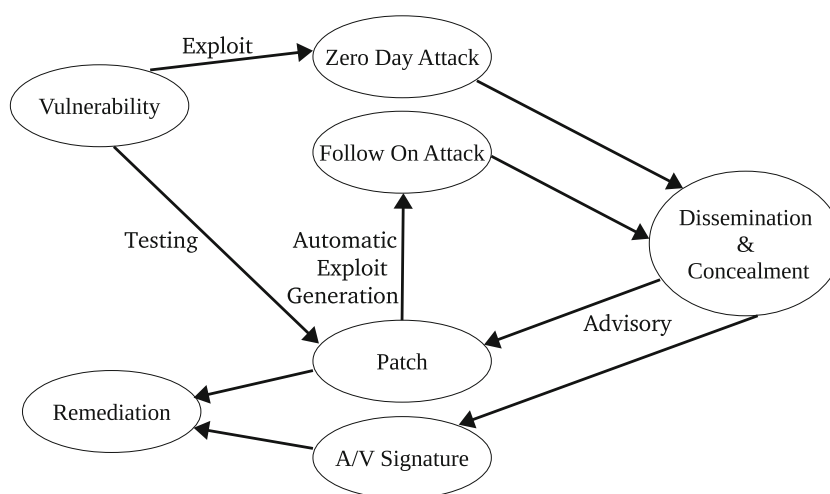 Exploit
Zero Day Attack
Vulnerability
Follow On Attack
Dissemination
&
Concealment
Testing
Automatic
Exploit
Generation
Advisory
Patch
Remediation
A/V Signature